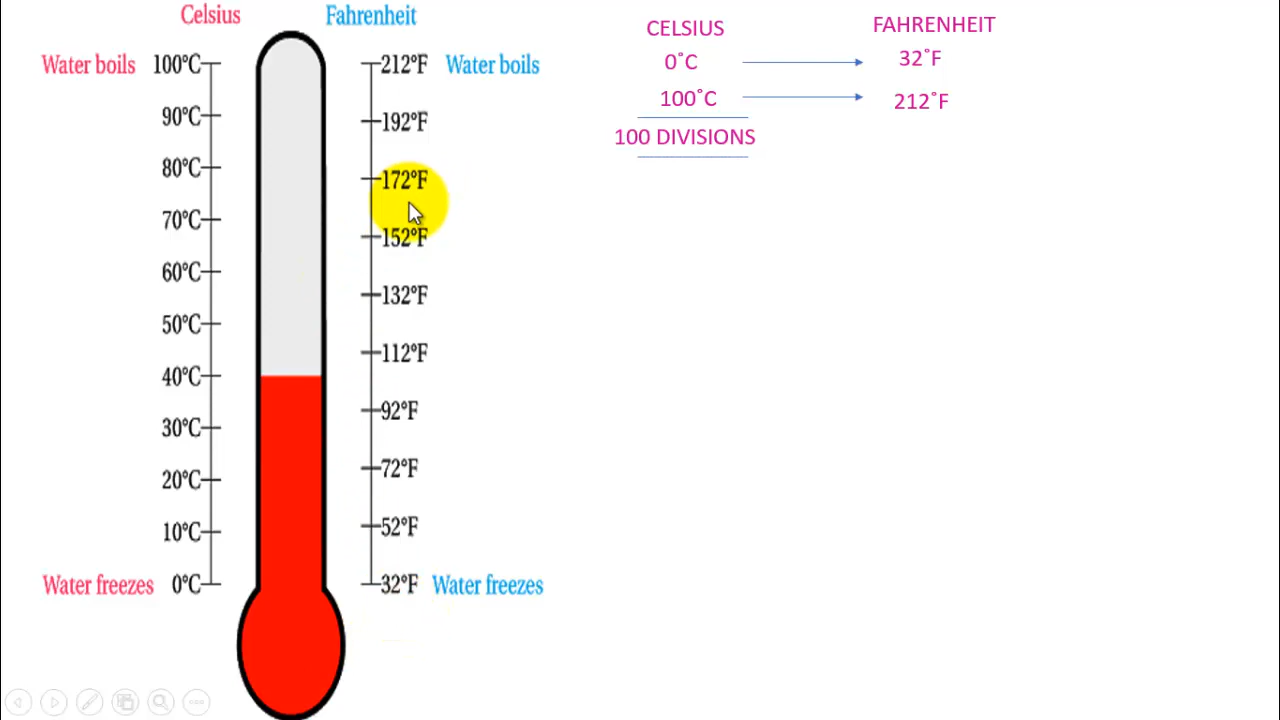 Celsius Fahrenheit
Water boils 100°C 212°F Water boils
90°C 192°F
80°C 172°F
70°C 152°F
60°C 132°F
50°C 112°F
40°C 92°F
30°C 72°F
20°C 52°F
10°C
Water freezes 0°C 32°F Water freezes
CELSIUS FAHRENHEIT
0°C 32°F
100°C 212°F
100 DIVISIONS